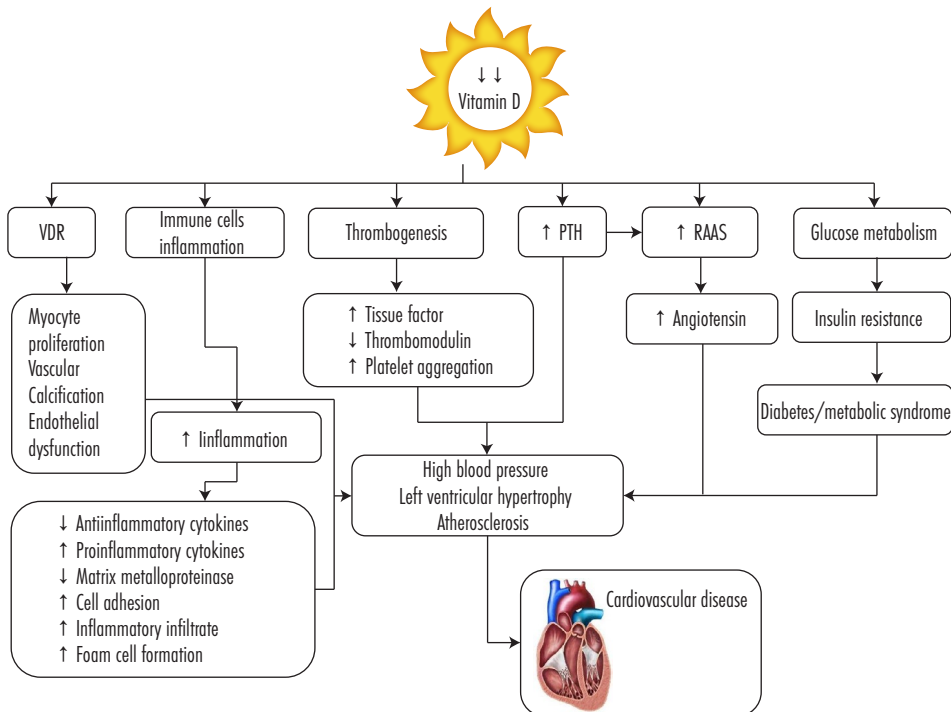 ↓ ↓
Vitamin D
VDR
Immune cells
inflammation
Thrombogenesis
↑ PTH
↑ RAAS
Glucose metabolism
Myocyte
proliferation
Vascular
Calcification
Endothelial
dysfunction
↑ Tissue factor
↓ Thrombomodulin
↑ Platelet aggregation
↑ Angiotensin
Insulin resistance
↑ Iinflammation
Diabetes/metabolic syndrome
High blood pressure
Left ventricular hypertrophy
Atherosclerosis
↓ Antiinflammatory cytokines
↑ Proinflammatory cytokines
↓ Matrix metalloproteinase
↑ Cell adhesion
↑ Inflammatory infiltrate
↑ Foam cell formation
Cardiovascular disease